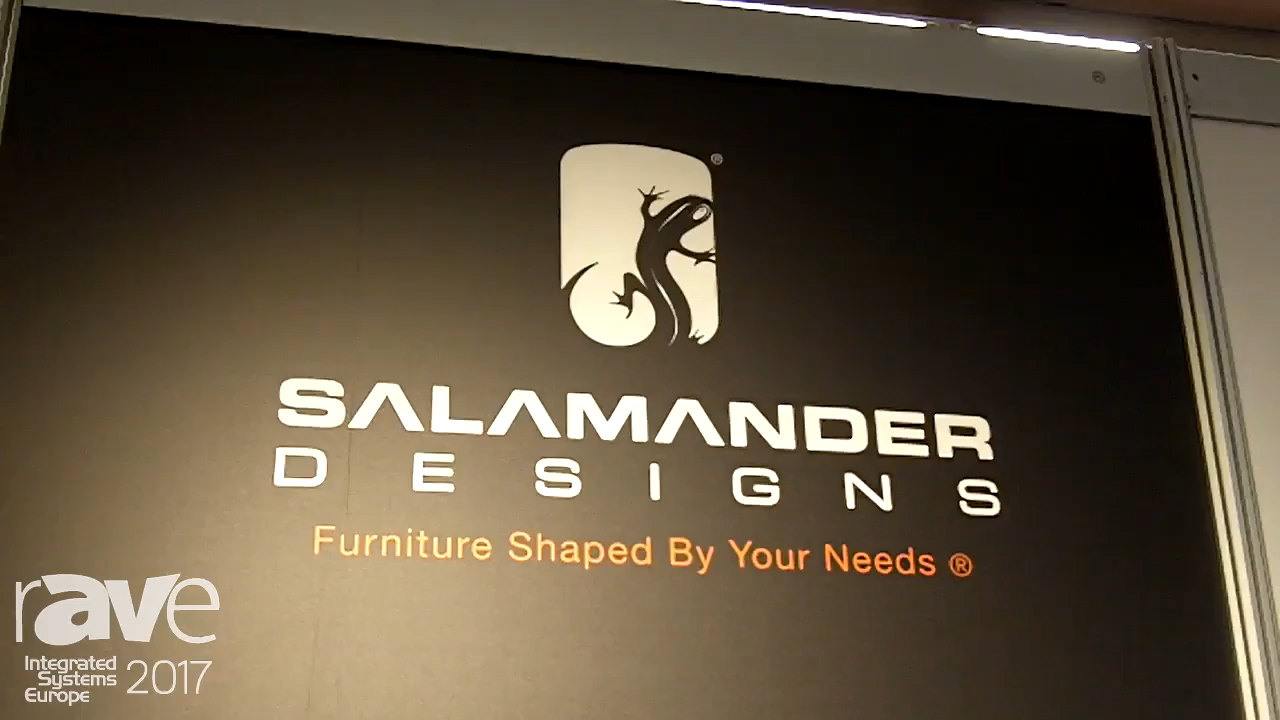 ®
SALAMANDER
DESIGNS
Furniture Shaped By Your Needs ®
rAVe
Integrated
Systems
Europe
2017